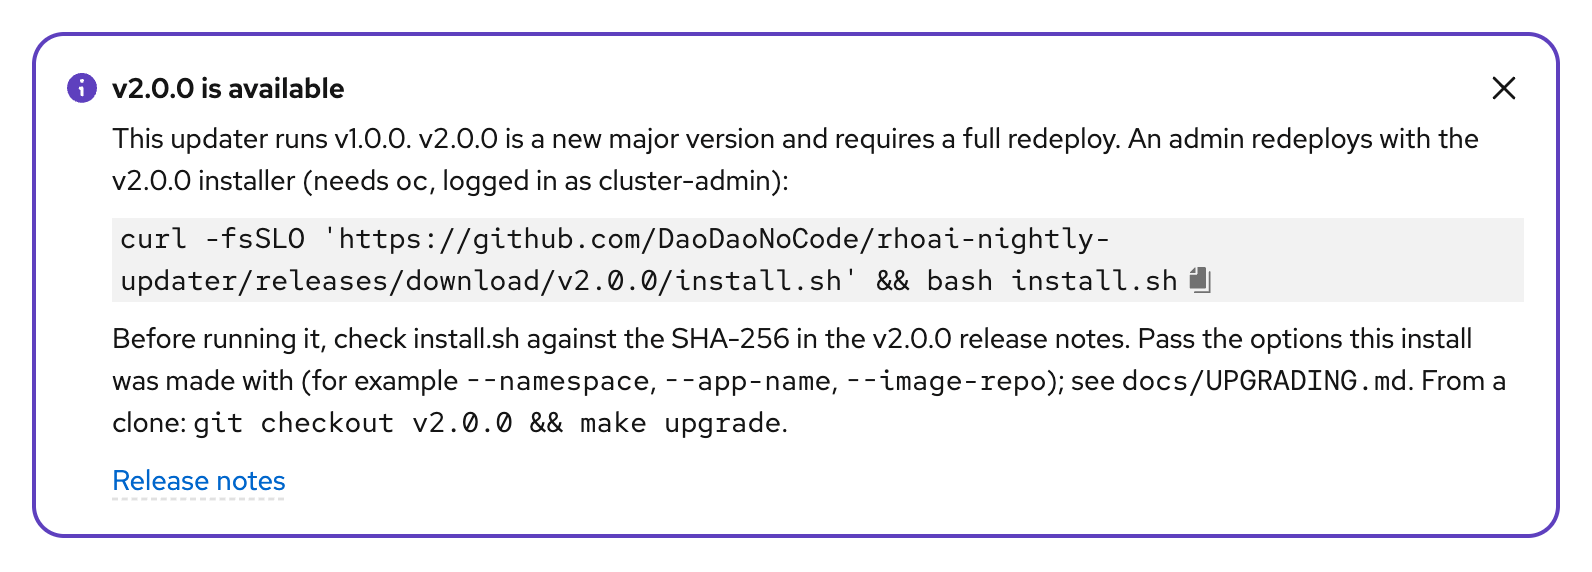 v2.0.0 is available
This updater runs v1.0.0. v2.0.0 is a new major version and requires a full redeploy. An admin redeploys with the
v2.0.0 installer (needs oc, logged in as cluster-admin):
curl -fsSLO 'https://github.com/DaoDaoNoCode/rhoai-nightly-
updater/releases/download/v2.0.0/install.sh' && bash install.sh
Before running it, check install.sh against the SHA-256 in the v2.0.0 release notes. Pass the options this install
was made with (for example --namespace, --app-name, --image-repo); see docs/UPGRADING.md. From a
clone: git checkout v2.0.0 && make upgrade.
Release notes